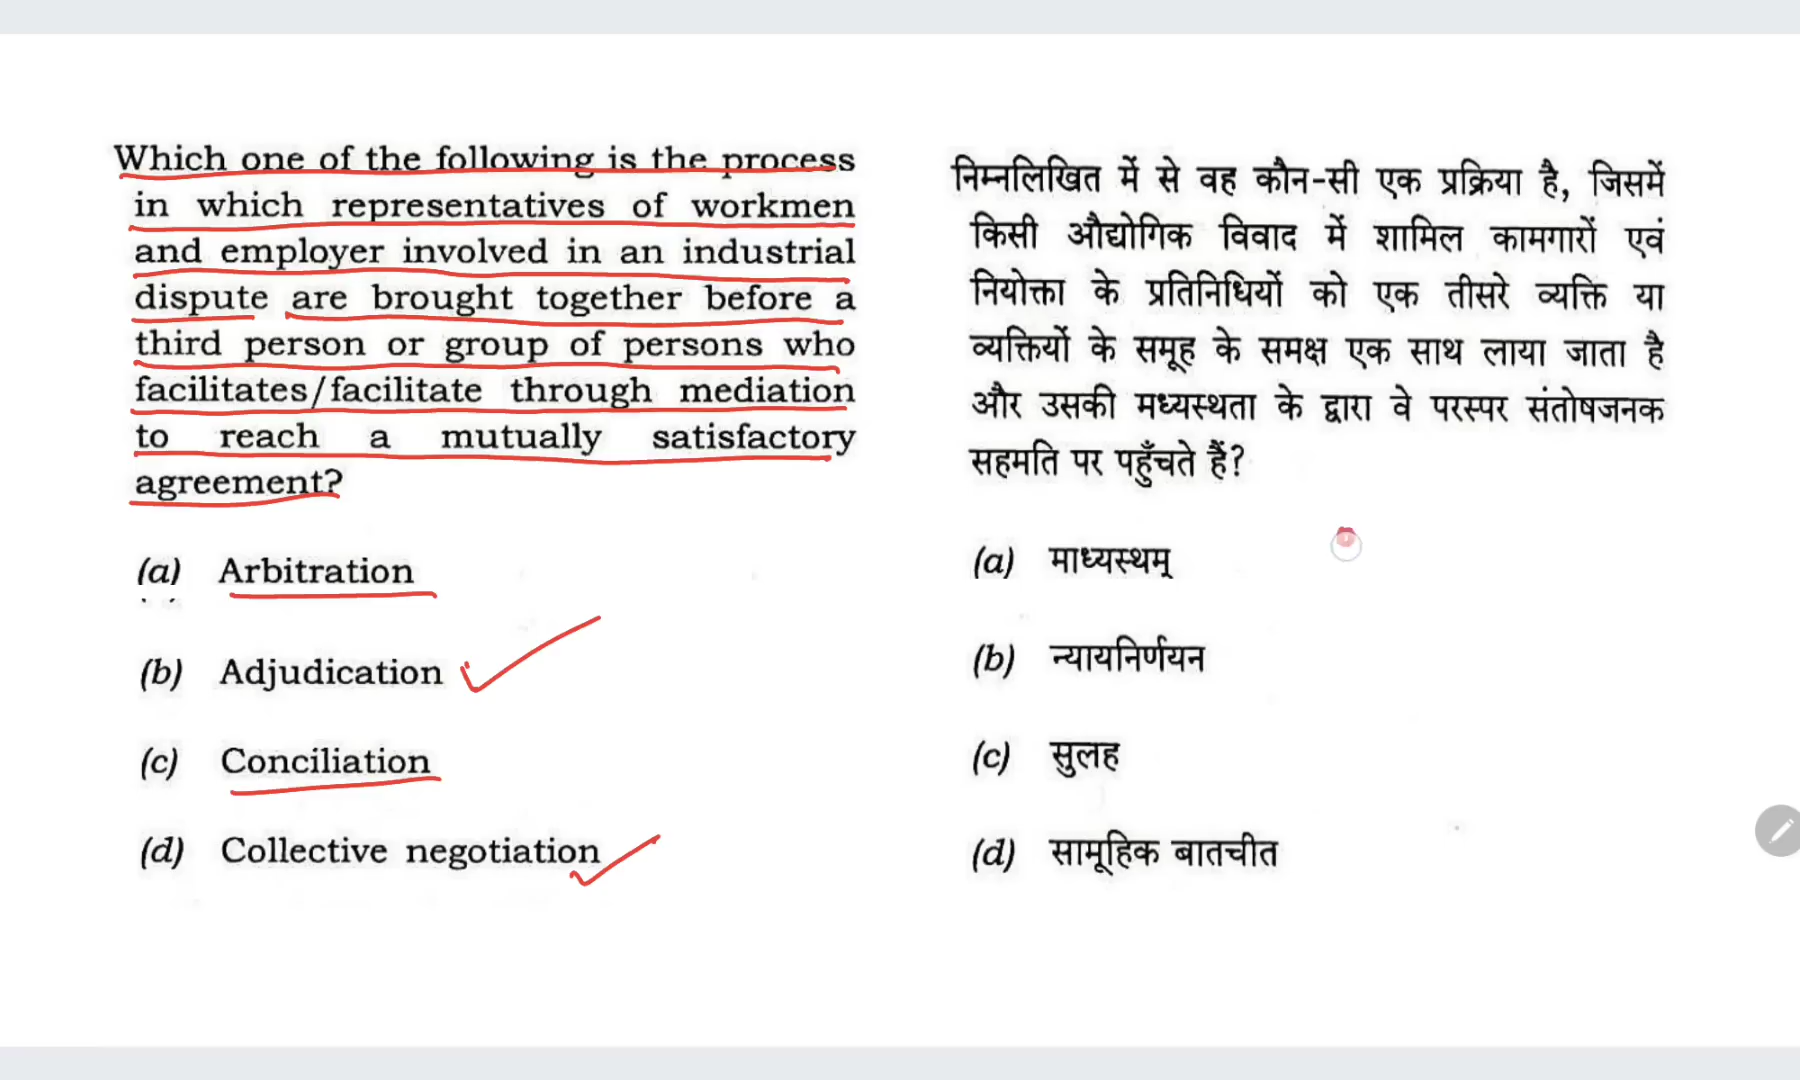 Which one of the following is the process
in which representatives of workmen
and employer involved in an industrial
dispute are brought together before a
third person or group of persons who
facilitates/facilitate through mediation
to reach a mutually satisfactory
agreement?
(a) Arbitration
(b) Adjudication
(c) Conciliation
(d) Collective negotiation
निम्नलिखित में से वह कौन-सी एक प्रक्रिया है, जिसमें
किसी औद्योगिक विवाद में शामिल कामगारों एवं
नियोक्ता के प्रतिनिधियों को एक तीसरे व्यक्ति या
व्यक्तियों के समूह के समक्ष एक साथ लाया जाता है
और उसकी मध्यस्थता के द्वारा वे परस्पर संतोषजनक
सहमति पर पहुँचते हैं?
(a) माध्यस्थम्
(b) न्यायनिर्णयन
(c) सुलह
(d) सामूहिक बातचीत